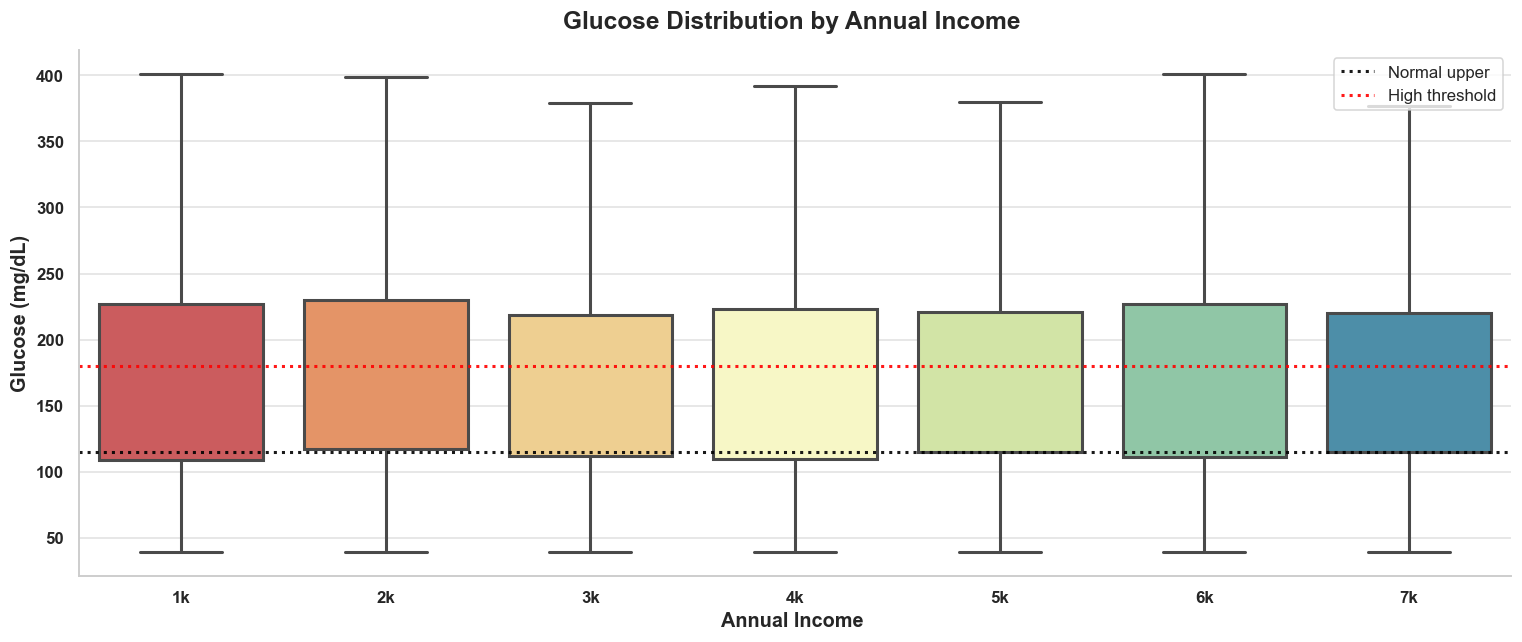 Glucose Distribution by Annual Income
Normal upper
High threshold
Glucose (mg/dL)
400
350
300
250
200
150
100
50
1k 2k 3k 4k 5k 6k 7k
Annual Income